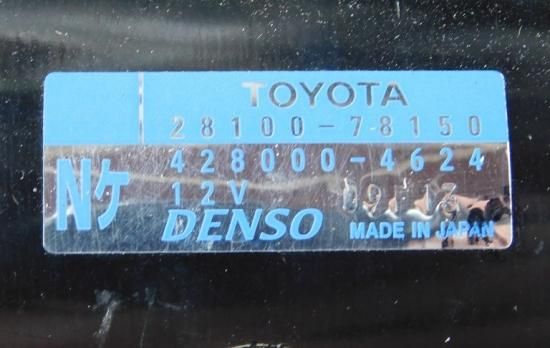 TOYOTA
28100-78150
428000-4624
Nケ
12V
DENSO
MADE IN JAPAN